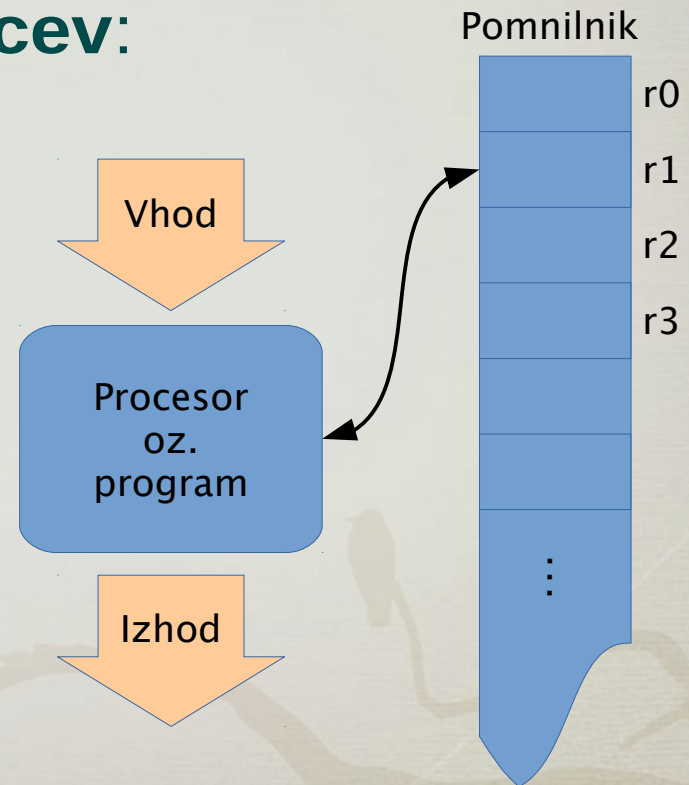 cev:
Pomnilnik
r0
r1
r2
r3
⋮
Vhod
Procesor
oz.
program
Izhod